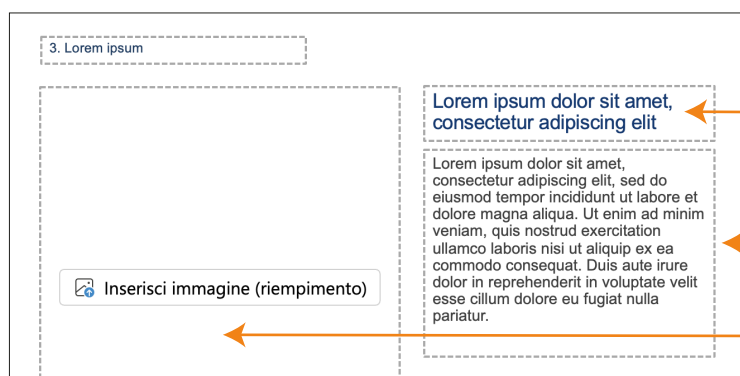 3. Lorem ipsum
Lorem ipsum dolor sit amet,
consectetur adipiscing elit
Lorem ipsum dolor sit amet,
consectetur adipiscing elit, sed do
eiusmod tempor incididunt ut labore et
dolore magna aliqua. Ut enim ad minim
veniam, quis nostrud exercitation
ullamco laboris nisi ut aliquip ex ea
commodo consequat. Duis aute irure
dolor in reprehenderit in voluptate velit
esse cillum dolore eu fugiat nulla
pariatur.
Inserisci immagine (riempimento)